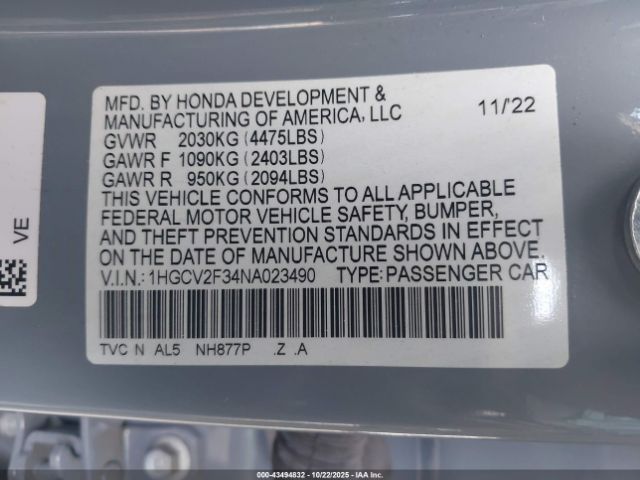 MFD. BY HONDA DEVELOPMENT &
MANUFACTURING OF AMERICA, LLC 11/'22
GVWR 2030KG (4475LBS)
GAWR F 1090KG (2403LBS)
GAWR R 950KG (2094LBS)
THIS VEHICLE CONFORMS TO ALL APPLICABLE
FEDERAL MOTOR VEHICLE SAFETY, BUMPER,
AND THEFT PREVENTION STANDARDS IN EFFECT
ON THE DATE OF MANUFACTURE SHOWN ABOVE.
V.I.N.: 1HGCV2F34NA023490 TYPE: PASSENGER CAR
TVC N AL5 NH877P .Z .A
VE
000-43494832 - 10/22/2025 - IAA Inc.